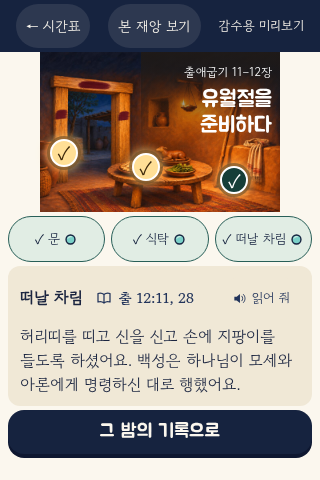 ← 시간표
본 재앙 보기
감수용 미리보기
출애굽기 11–12장
유월절을
준비하다
✓ 문
✓ 식탁
✓ 떠날 차림
떠날 차림
출 12:11, 28
읽어 줘
허리띠를 띠고 신을 신고 손에 지팡이를
들도록 하셨어요. 백성은 하나님이 모세와
아론에게 명령하신 대로 행했어요.
그 밤의 기록으로